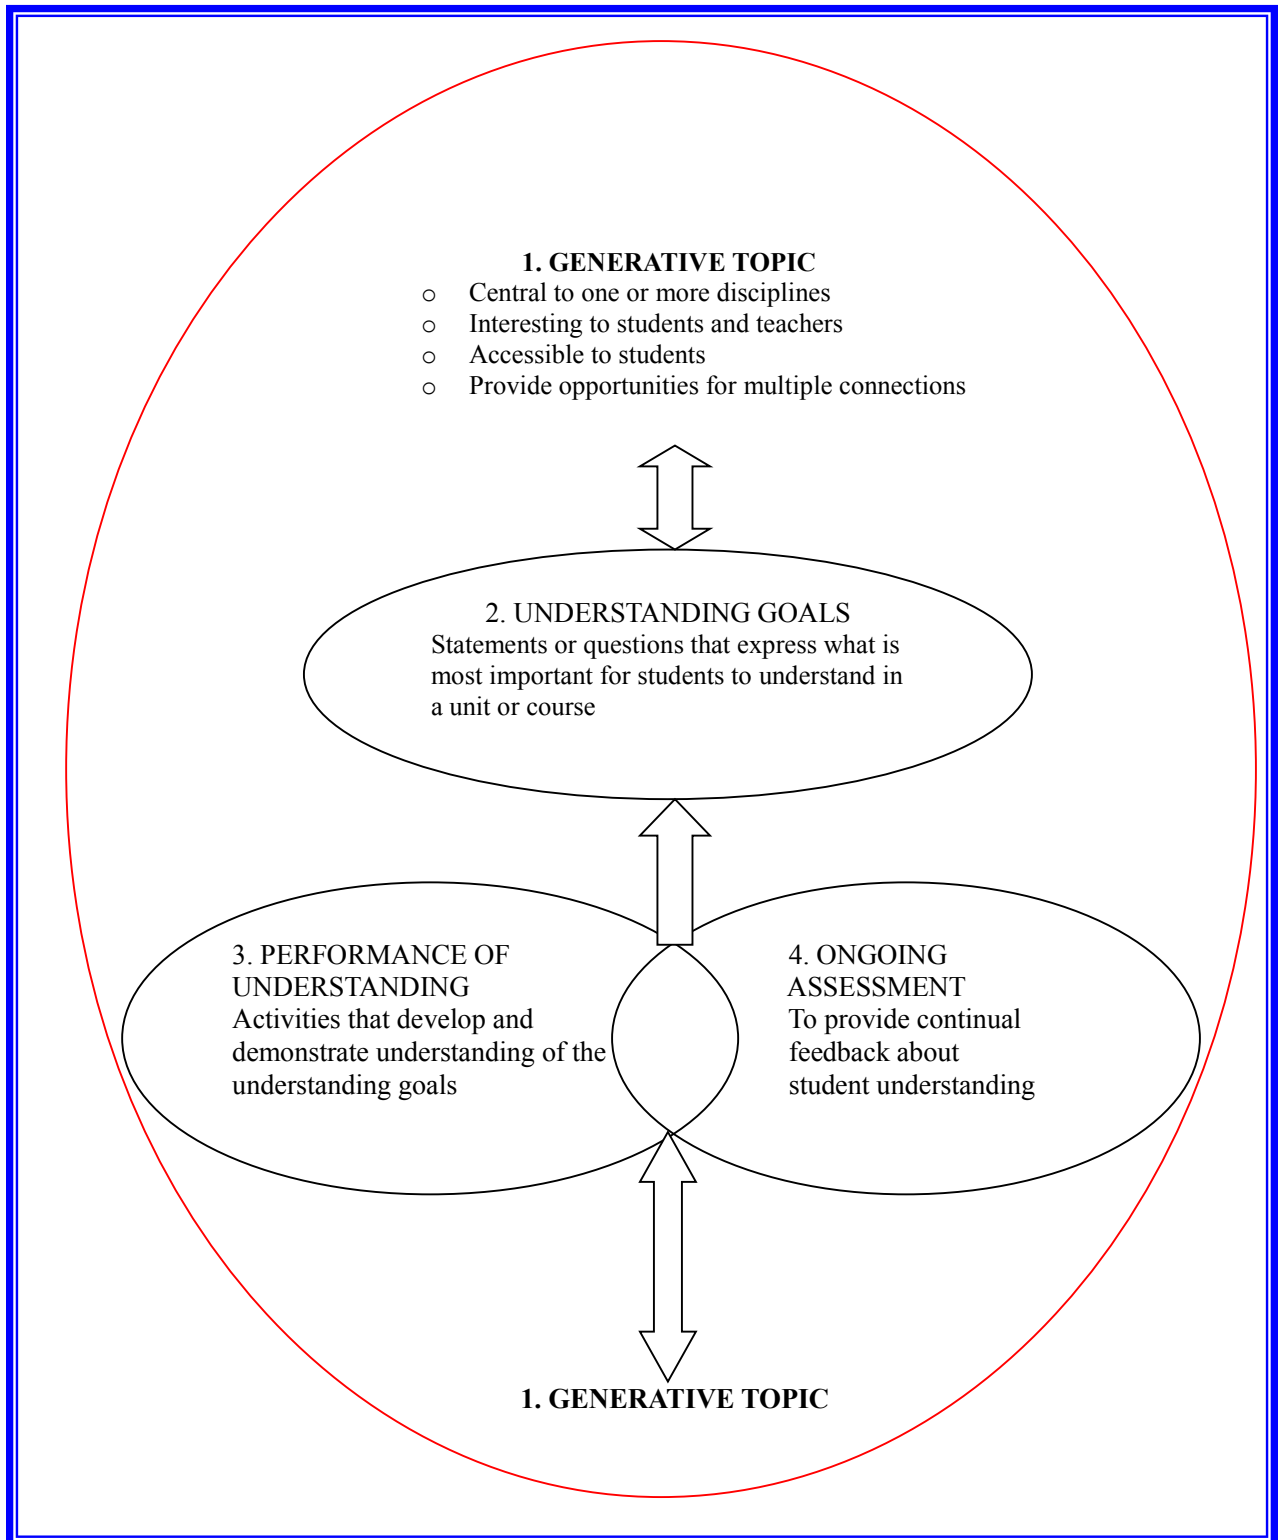 1. GENERATIVE TOPIC
o Central to one or more disciplines
o Interesting to students and teachers
o Accessible to students
o Provide opportunities for multiple connections
2. UNDERSTANDING GOALS
Statements or questions that express what is
most important for students to understand in
a unit or course
3. PERFORMANCE OF
UNDERSTANDING
Activities that develop and
demonstrate understanding of the
understanding goals
4. ONGOING
ASSESSMENT
To provide continual
feedback about
student understanding
1. GENERATIVE TOPIC